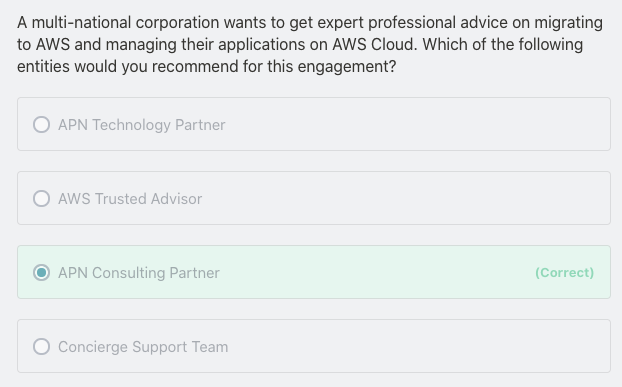 A multi-national corporation wants to get expert professional advice on migrating
to AWS and managing their applications on AWS Cloud. Which of the following
entities would you recommend for this engagement?
APN Technology Partner
AWS Trusted Advisor
APN Consulting Partner (Correct)
Concierge Support Team